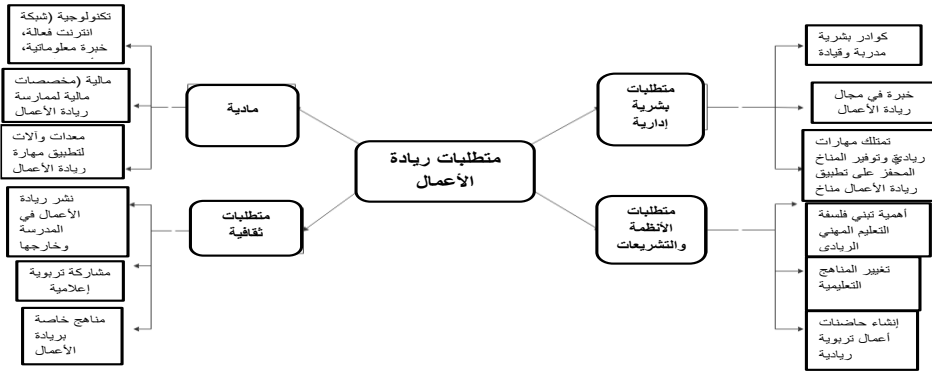 متطلبات ريادة
الأعمال
متطلبات
بشرية
إدارية
كوادر بشرية
مدربة وقيادة
خبرة في مجال
ريادة الأعمال
تمتلك مهارات
ريادية وتوفير المناخ
المحفز على تطبيق
ريادة الأعمال مناخ
متطلبات
الأنظمة
والتشريعات
أهمية تبني فلسفة
التعليم المهني
الريادى
تغيير المناهج
التعليمية
إنشاء حاضنات
أعمال تربوية
ريادية
مادية
تكنولوجية (شبكة
انترنت فعالة،
خبرة معلوماتية،
مالية (مخصصات
مالية لممارسة
ريادة الأعمال
معدات وآلات
لتطبيق مهارة
ريادة الأعمال
متطلبات
ثقافية
نشر ريادة
الأعمال في
المدرسة
وخارجها
مشاركة تربوية
إعلامية
مناهج خاصة
بريادة
الأعمال